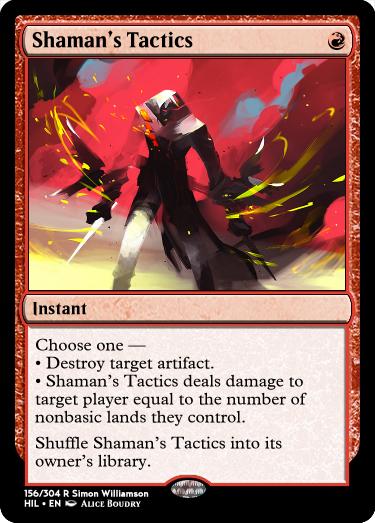 Shaman's Tactics
Instant
Choose one —
• Destroy target artifact.
• Shaman's Tactics deals damage to
target player equal to the number of
nonbasic lands they control.
Shuffle Shaman's Tactics into its
owner's library.
156/304 R Simon Williamson
HIL • EN Alice Boudry